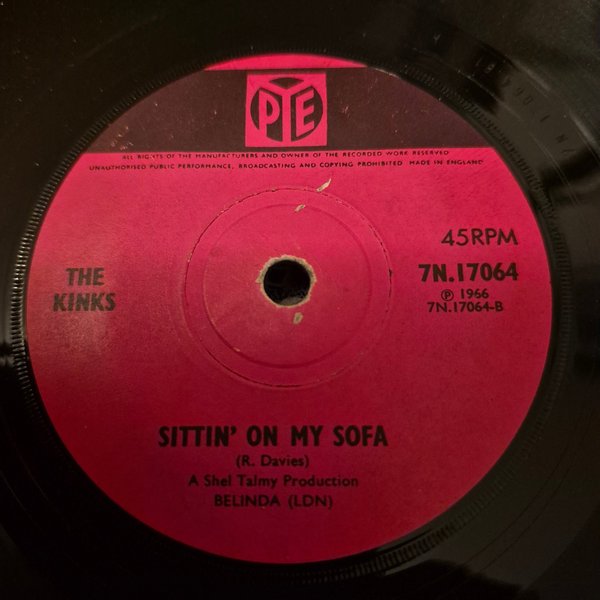 PYE
ALL RIGHTS OF THE MANUFACTURERS AND OWNER OF THE RECORDED WORK RESERVED
UNAUTHORISED PUBLIC PERFORMANCE, BROADCASTING AND COPYING PROHIBITED. MADE IN ENGLAND
45RPM
THE
KINKS
7N.17064
Ⓟ 1966
7N.17064-B
SITTIN' ON MY SOFA
(R. Davies)
A Shel Talmy Production
BELINDA (LDN)